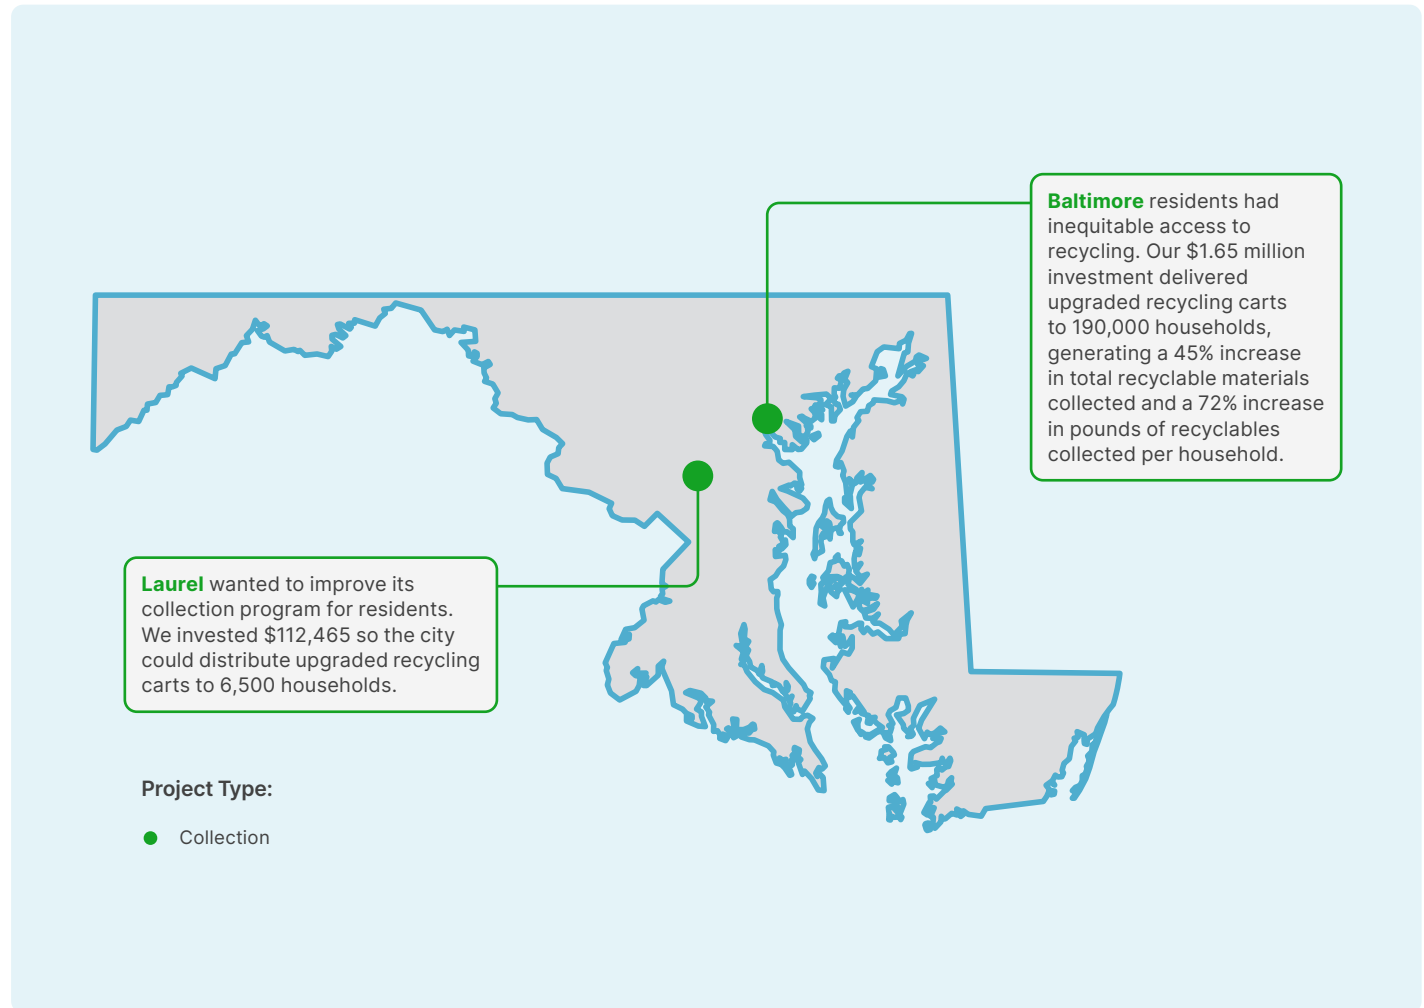 Baltimore residents had
inequitable access to
recycling. Our $1.65 million
investment delivered
upgraded recycling carts
to 190,000 households,
generating a 45% increase
in total recyclable materials
collected and a 72% increase
in pounds of recyclables
collected per household.
Laurel wanted to improve its
collection program for residents.
We invested $112,465 so the city
could distribute upgraded recycling
carts to 6,500 households.
Project Type:
Collection